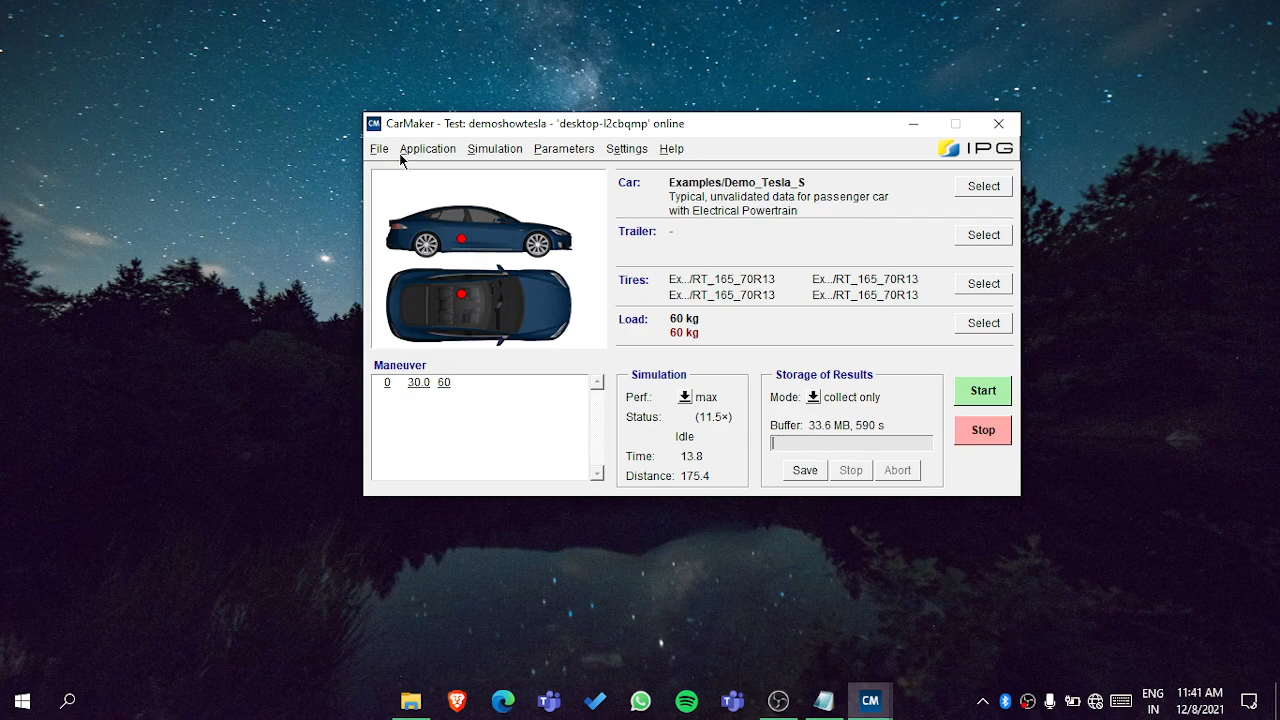 CM CarMaker - Test: demoshowtesla - 'desktop-l2cbqmp' online
File Application Simulation Parameters Settings Help
IPG
Car: Examples/Demo_Tesla_S Select
Typical, unvalidated data for passenger car
with Electrical Powertrain
Trailer: - Select
Tires: Ex../RT_165_70R13 Ex../RT_165_70R13 Select
Ex../RT_165_70R13 Ex../RT_165_70R13
Load: 60 kg Select
60 kg
Maneuver
0 30.0 60
Simulation
Perf.: max
Status: (11.5×)
Idle
Time: 13.8
Distance: 175.4
Storage of Results
Mode: collect only
Buffer: 33.6 MB, 590 s
Save Stop Abort
Start
Stop
CM
ENG
IN
11:41 AM
12/8/2021